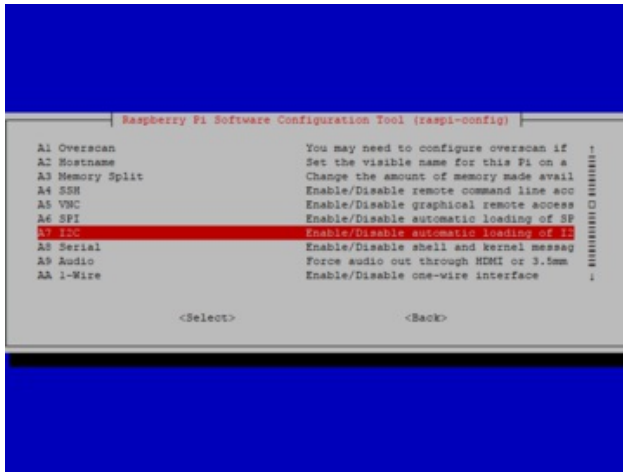 Raspberry Pi Software Configuration Tool (raspi-config)
A1 Overscan You may need to configure overscan if
A2 Hostname Set the visible name for this Pi on a
A3 Memory Split Change the amount of memory made avail
A4 SSH Enable/Disable remote command line acc
A5 VNC Enable/Disable graphical remote access
A6 SPI Enable/Disable automatic loading of SP
A7 I2C Enable/Disable automatic loading of I2
A8 Serial Enable/Disable shell and kernel messag
A9 Audio Force audio out through HDMI or 3.5mm
AA 1-Wire Enable/Disable one-wire interface
<Select> <Back>